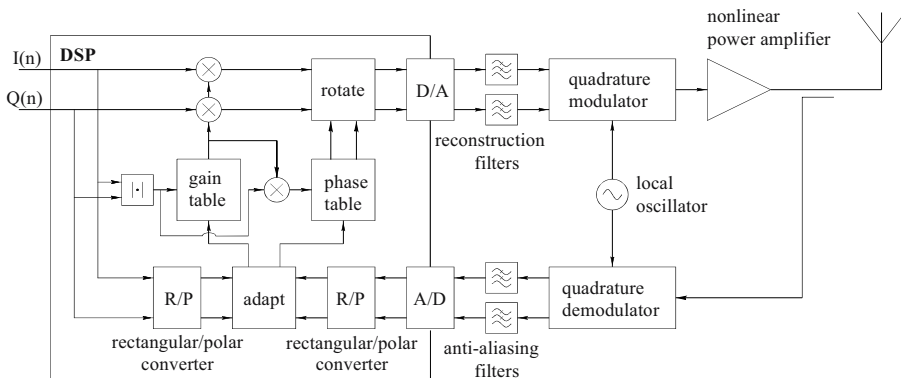 nonlinear
power amplifier
I(n)
DSP
Q(n)
rotate
D/A
quadrature
modulator
reconstruction
filters
|·|
gain
table
phase
table
local
oscillator
R/P
adapt
R/P
A/D
quadrature
demodulator
rectangular/polar
converter
rectangular/polar
converter
anti-aliasing
filters